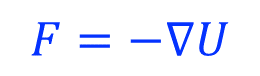 F = −∇U